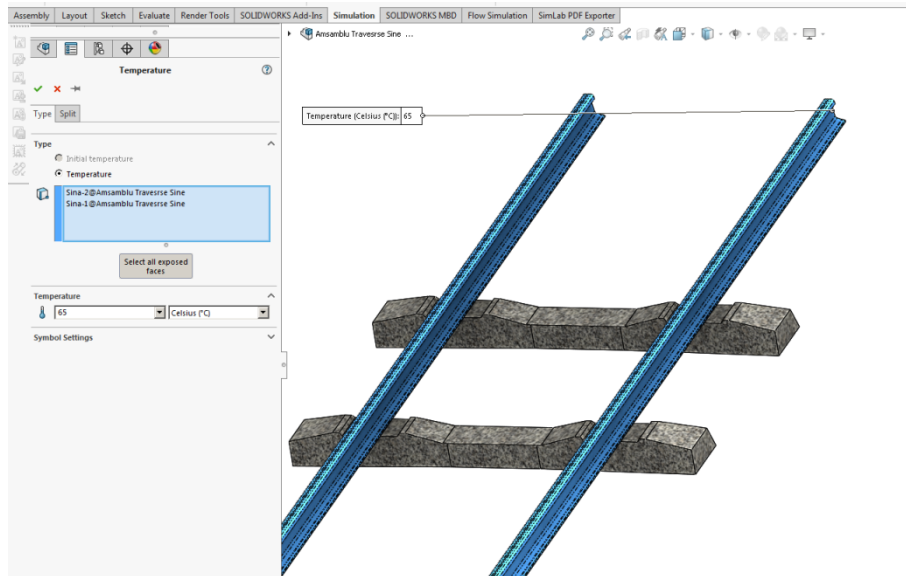 Assembly Layout Sketch Evaluate Render Tools SOLIDWORKS Add-Ins Simulation SOLIDWORKS MBD Flow Simulation SimLab PDF Exporter
Amsamblu Travesrse Sine ...
Temperature
Type Split
Type
Initial temperature
Temperature
Sina-2@Amsamblu Travesrse Sine
Sina-1@Amsamblu Travesrse Sine
Select all exposed
faces
Temperature
65 Celsius (°C)
Symbol Settings
Temperature (Celsius (°C)): 65